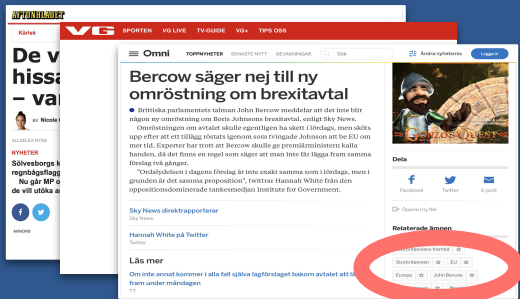 AFTONBLADET
Kärlek
De v
hissa
– va
av Nicole
ALLDELES NYSS
NYHETER
Sölvesborgs k
regnbågsflagg
Nu går MP o
de vill utöka
ANNONS
VG
SPORTEN VG LIVE TV-GUIDE VG+ TIPS OSS
Omni
TOPPNYHETER SENASTE NYTT BEVAKNINGAR
Sök
Ändra nyhetsmix
Logga in
Bercow säger nej till ny
omröstning om brexitavtal
Brittiska parlamentets talman John Bercow meddelar att det inte blir
någon ny omröstning om Boris Johnsons brexitavtal, enligt Sky News.
Omröstningen om avtalet skulle egentligen ha skett i lördags, men sköts
upp efter att ett tillägg röstats igenom som tvingade Johnson att be EU om
mer tid. Experter har trott att Bercow skulle ge premiärministern kalla
handen, då det finns en regel som säger att man inte får lägga fram samma
förslag två gånger.
”Ordalydelsen i dagens förslag är inte exakt samma som i lördags, men i
grunden är det samma proposition”, twittrar Hannah White från den
oppositionsdominerade tankesmedjan Institute for Government.
Sky News direktrapporterar
Sky News
Hannah White på Twitter
Twitter
Läs mer
Om inte annat kommer i alla fall själva lagförslaget bakom avtalet att lä
fram under måndagen
TT
GONZO'S QUEST
Dela
Facebook Twitter E-post
Öppna i ny flik
Relaterade ämnen
Brexitavtalens framtid
Storbritannien EU
Europa John Bercow